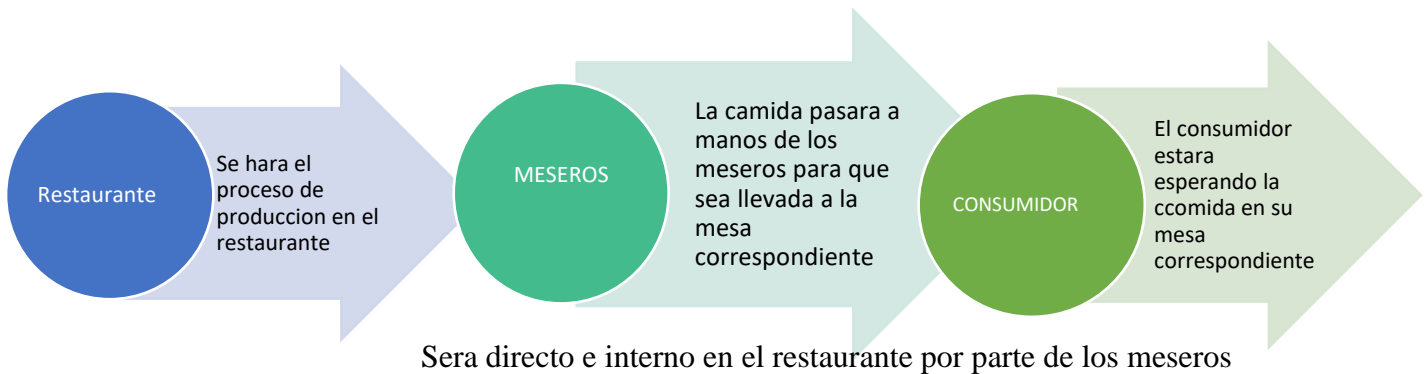 Restaurante
Se hara el
proceso de
produccion en el
restaurante
MESEROS
La camida pasara a
manos de los
meseros para que
sea llevada a la
mesa
correspondiente
CONSUMIDOR
El consumidor
estara
esperando la
ccomida en su
mesa
correspondiente
Sera directo e interno en el restaurante por parte de los meseros